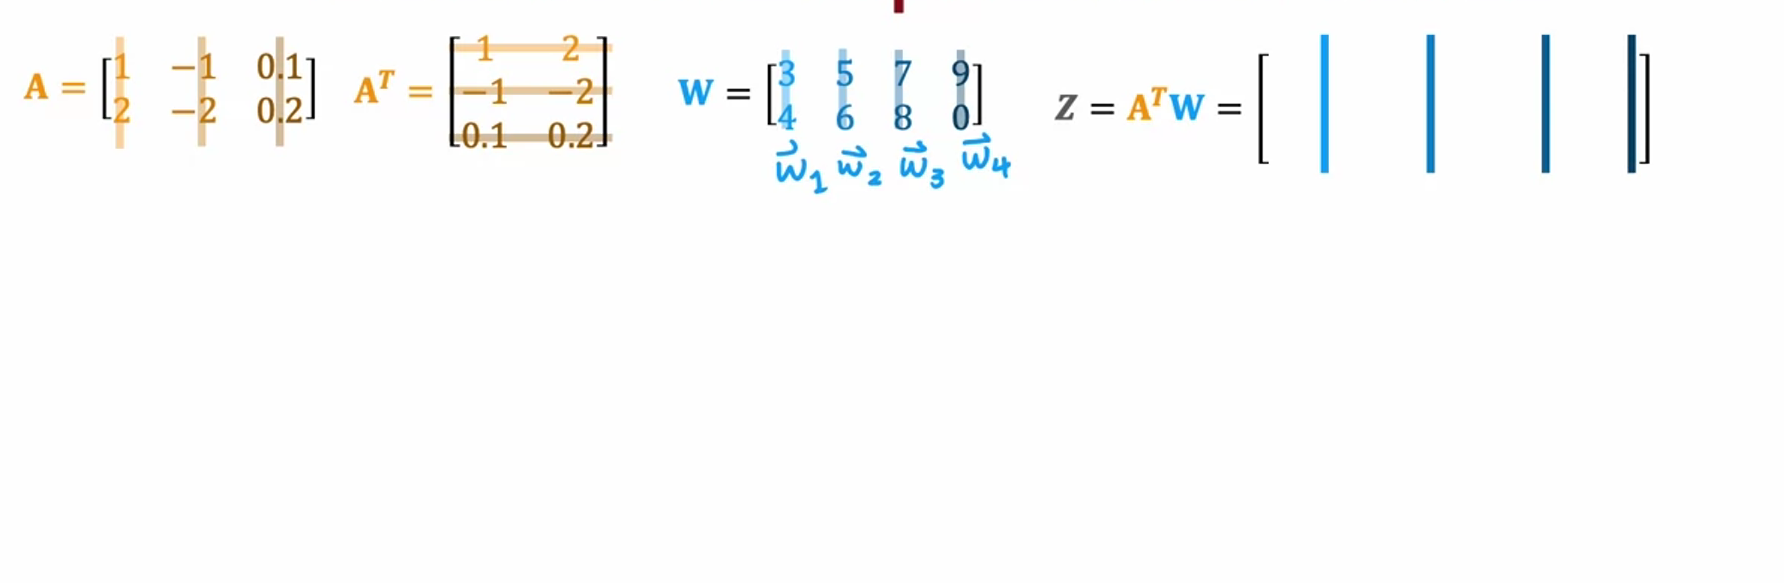 A = [1 −1 0.1
2 −2 0.2]
Aᵀ = [1 2
−1 −2
0.1 0.2]
W = [3 5 7 9
4 6 8 0]
w⃗₁ w⃗₂ w⃗₃ w⃗₄
Z = AᵀW = [ ]